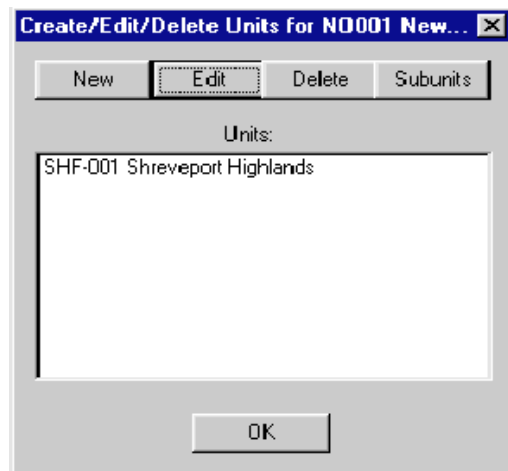 Create/Edit/Delete Units for NO001 New...
New Edit Delete Subunits
Units:
SHF-001 Shreveport Highlands
OK